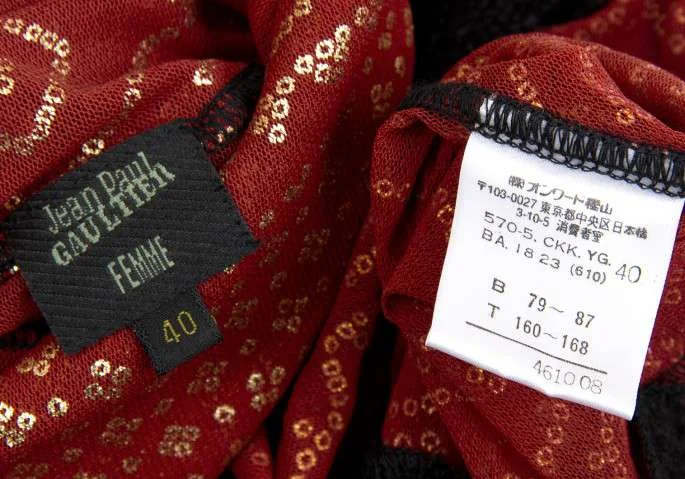 Jean Paul
GAULTIER
FEMME
40
㈱オンワード樫山
〒103-0027 東京都中央区日本橋
3-10-5 消費者室
570-5. CKK. YG. 40
BA. 18 23 (610)
B 79~ 87
T 160~168
461008